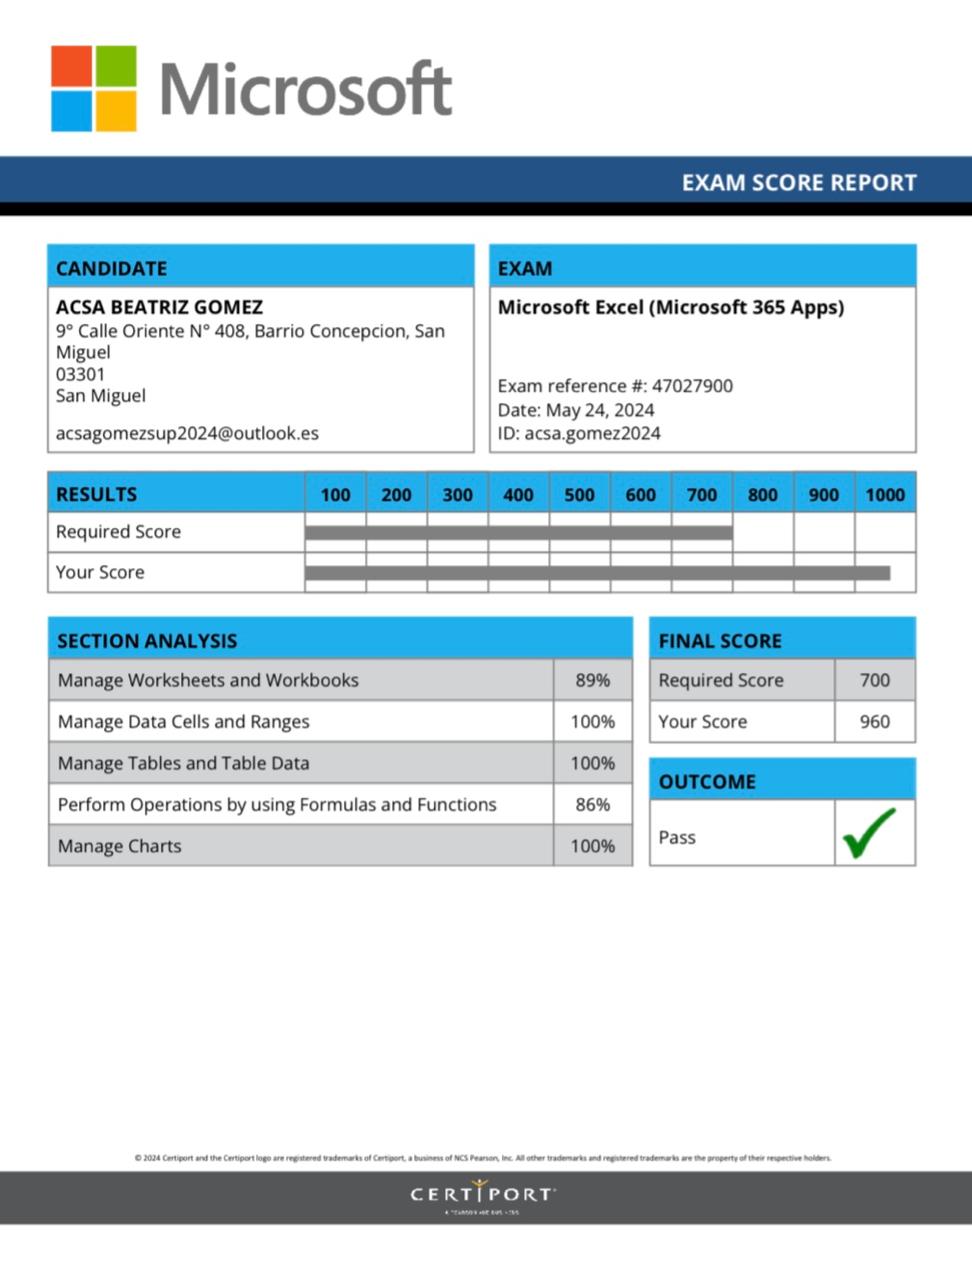 Microsoft
EXAM SCORE REPORT
CANDIDATE
ACSA BEATRIZ GOMEZ
9° Calle Oriente N° 408, Barrio Concepcion, San
Miguel
03301
San Miguel
acsagomezsup2024@outlook.es
EXAM
Microsoft Excel (Microsoft 365 Apps)
Exam reference #: 47027900
Date: May 24, 2024
ID: acsa.gomez2024
RESULTS 100 200 300 400 500 600 700 800 900 1000
Required Score
Your Score
SECTION ANALYSIS
Manage Worksheets and Workbooks 89%
Manage Data Cells and Ranges 100%
Manage Tables and Table Data 100%
Perform Operations by using Formulas and Functions 86%
Manage Charts 100%
FINAL SCORE
Required Score 700
Your Score 960
OUTCOME
Pass
© 2024 Certiport and the Certiport logo are registered trademarks of Certiport, a business of NCS Pearson, Inc. All other trademarks and registered trademarks are the property of their respective holders.
CERTIPORT